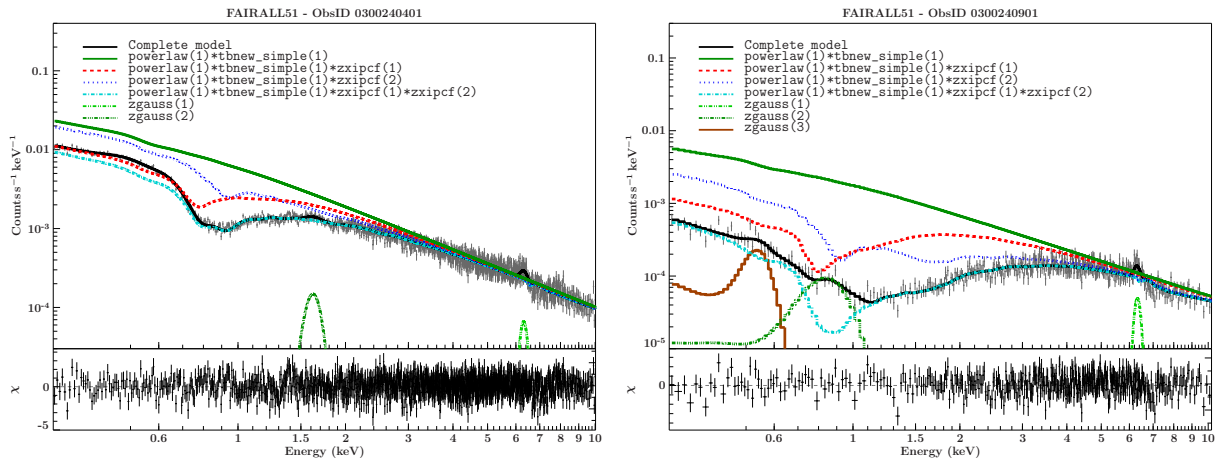 FAIRALL51 - ObsID 0300240401
Complete model
powerlaw(1)*tbnew_simple(1)
powerlaw(1)*tbnew_simple(1)*zxipcf(1)
powerlaw(1)*tbnew_simple(1)*zxipcf(2)
powerlaw(1)*tbnew_simple(1)*zxipcf(1)*zxipcf(2)
zgauss(1)
zgauss(2)
0.1
0.01
10⁻³
10⁻⁴
Counts s⁻¹ keV⁻¹
0
-5
χ
0.6 1 1.5 2 3 4 5 6 7 8 9 10
Energy (keV)
FAIRALL51 - ObsID 0300240901
Complete model
powerlaw(1)*tbnew_simple(1)
powerlaw(1)*tbnew_simple(1)*zxipcf(1)
powerlaw(1)*tbnew_simple(1)*zxipcf(2)
powerlaw(1)*tbnew_simple(1)*zxipcf(1)*zxipcf(2)
zgauss(1)
zgauss(2)
zgauss(3)
0.1
0.01
10⁻³
10⁻⁴
10⁻⁵
Counts s⁻¹ keV⁻¹
0
χ
0.6 1 1.5 2 3 4 5 6 7 8 9 10
Energy (keV)